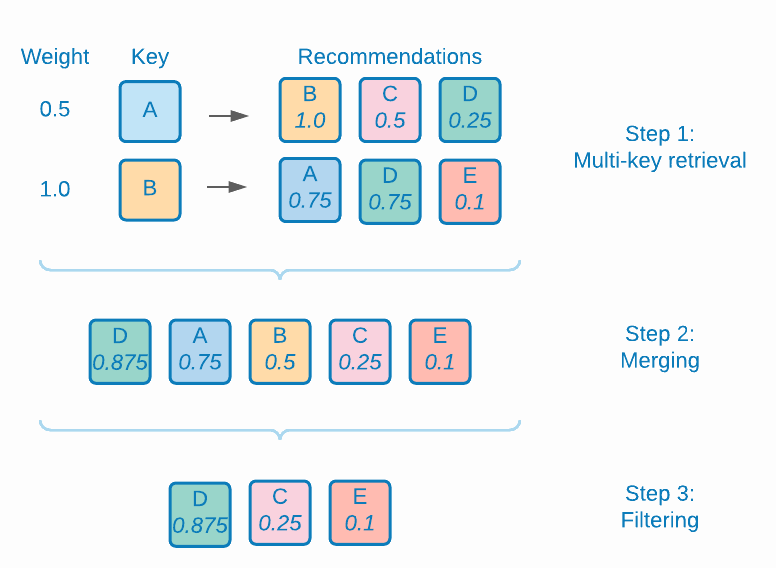 Weight Key Recommendations
0.5 A B C D
1.0 0.5 0.25
1.0 B A D E
0.75 0.75 0.1
Step 1:
Multi-key retrieval
D A B C E
0.875 0.75 0.5 0.25 0.1
Step 2:
Merging
D C E
0.875 0.25 0.1
Step 3:
Filtering